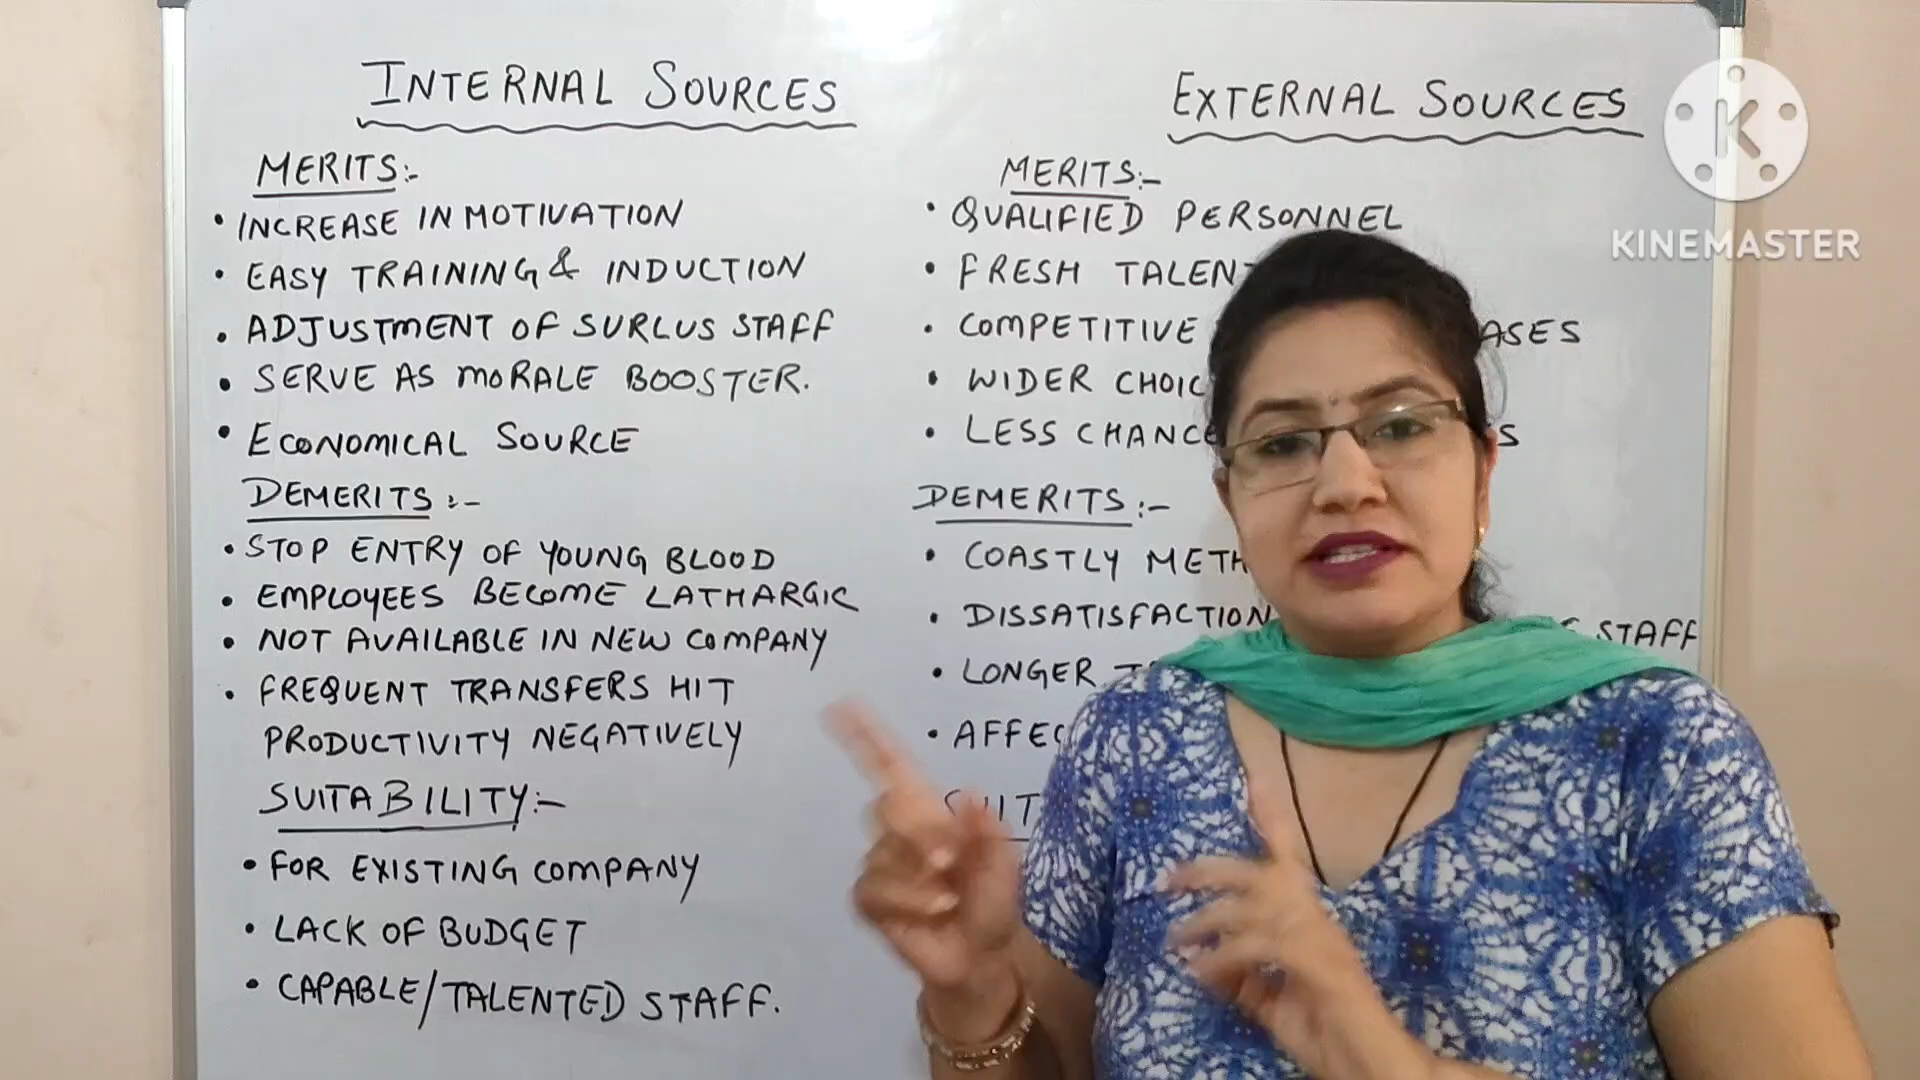 INTERNAL SOURCES
MERITS:-
• INCREASE IN MOTIVATION
• EASY TRAINING & INDUCTION
• ADJUSTMENT OF SURLUS STAFF
• SERVE AS MORALE BOOSTER.
• ECONOMICAL SOURCE
DEMERITS:-
• STOP ENTRY OF YOUNG BLOOD
• EMPLOYEES BECOME LATHARGIC
• NOT AVAILABLE IN NEW COMPANY
• FREQUENT TRANSFERS HIT
PRODUCTIVITY NEGATIVELY
SUITABILITY:-
• FOR EXISTING COMPANY
• LACK OF BUDGET
• CAPABLE/TALENTED STAFF.
EXTERNAL SOURCES
MERITS:-
• QUALIFIED PERSONNEL
• FRESH
• COMPETITIVE
• WIDER
• LESS
DEMERITS:-
• COASTLY
• DISSATISFACTION STAFF
• LONGER
K
KINEMASTER